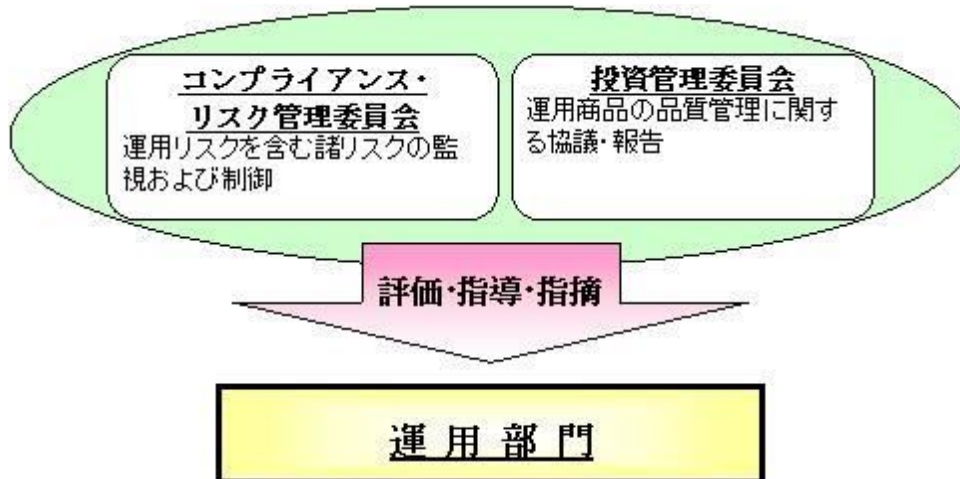 コンプライアンス・
リスク管理委員会
運用リスクを含む諸リスクの監
視および制御
投資管理委員会
運用商品の品質管理に関す
る協議・報告
評価・指導・指摘
運 用 部 門